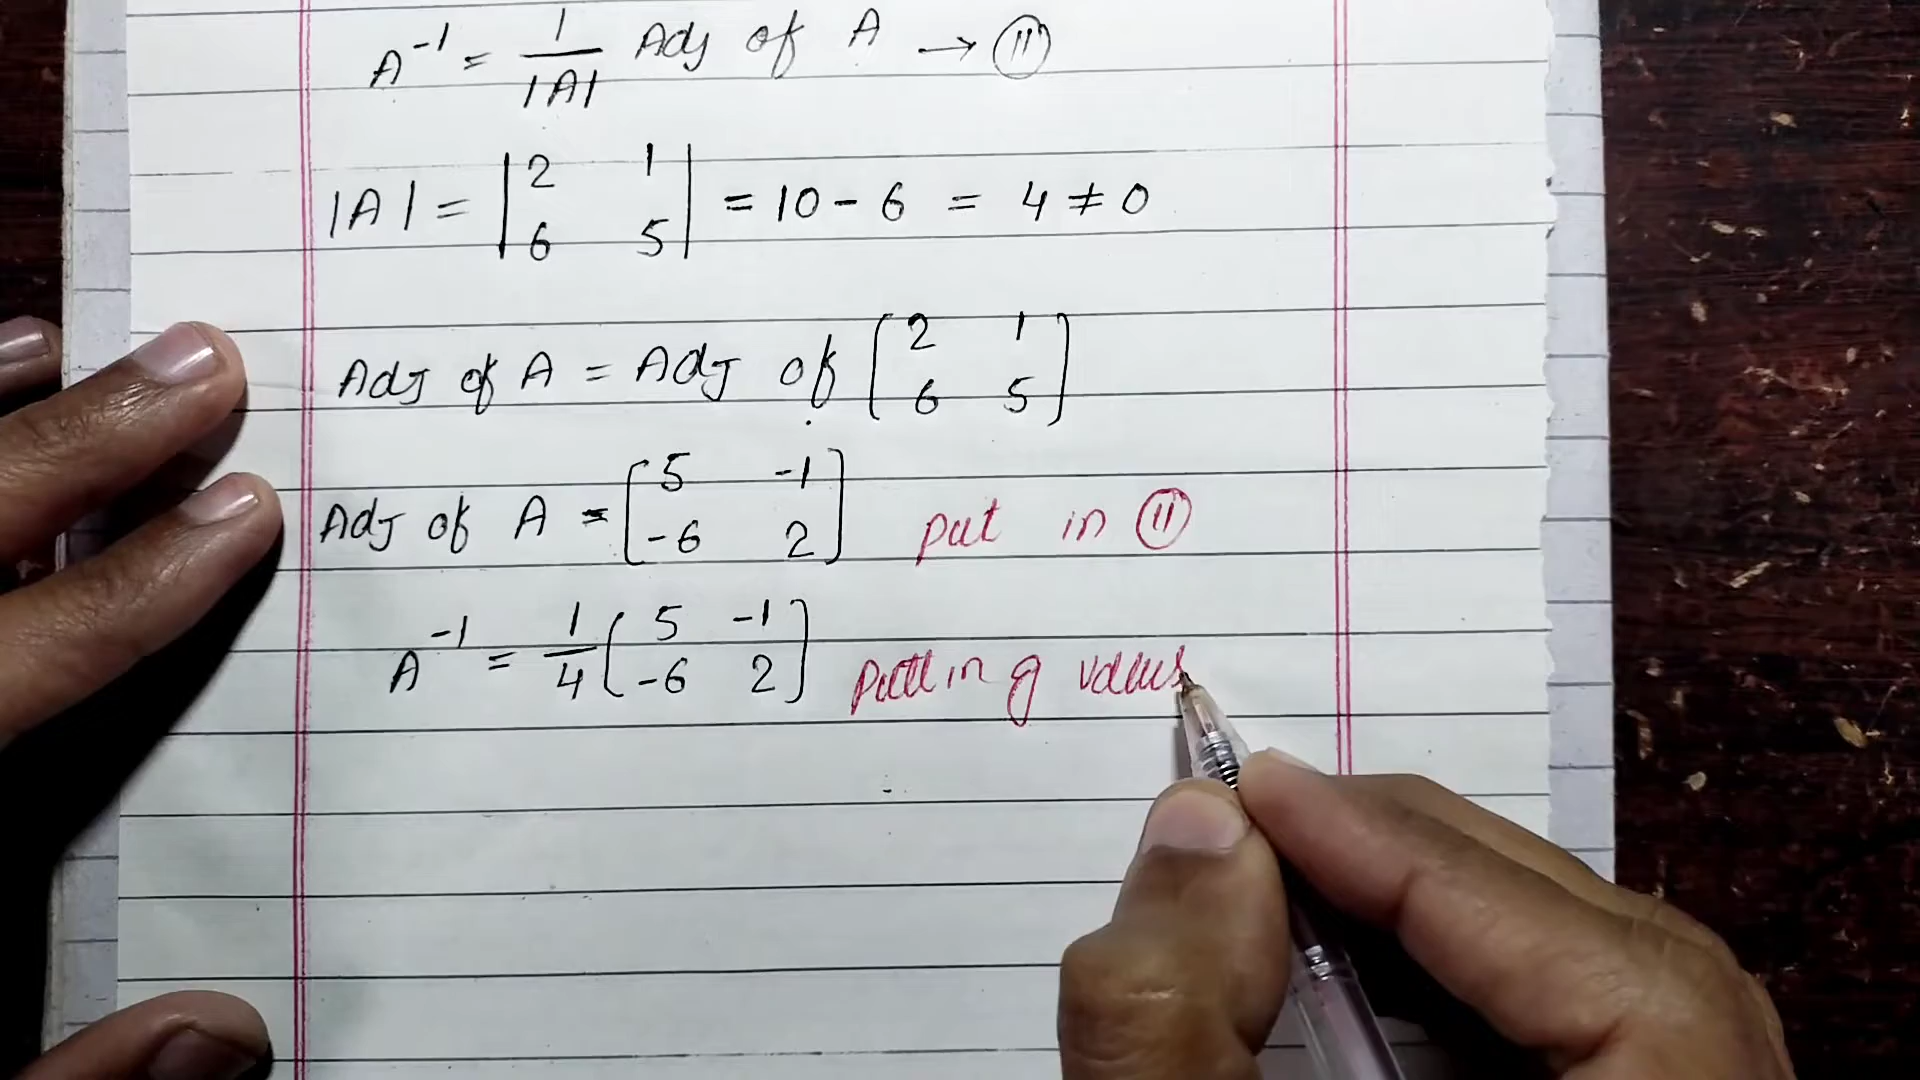 A⁻¹ = 1/|A| Adj of A → (II)
|A| = |2 1; 6 5| = 10 - 6 = 4 ≠ 0
Adj of A = Adj of [2 1; 6 5]
Adj of A = [5 -1; -6 2] put in (II)
A⁻¹ = 1/4 [5 -1; -6 2] putting values